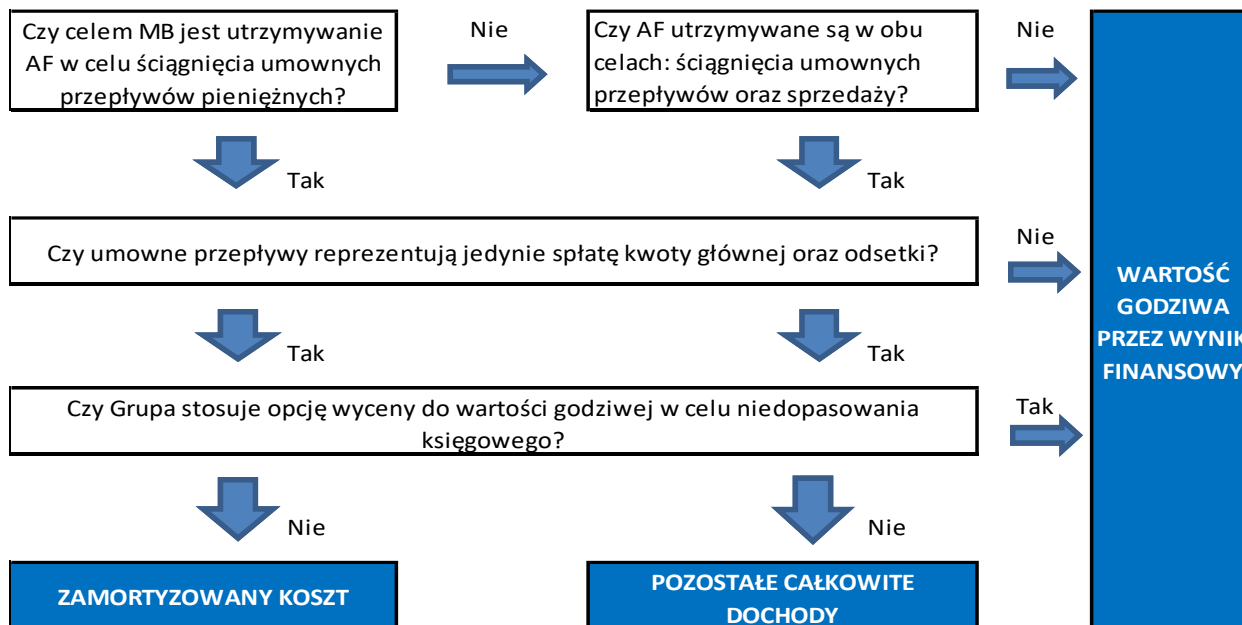 Czy celem MB jest utrzymywanie
AF w celu ściągnięcia umownych
przepływów pieniężnych?
Nie
Czy AF utrzymywane są w obu
celach: ściągnięcia umownych
przepływów oraz sprzedaży?
Nie
Tak
Tak
Czy umowne przepływy reprezentują jedynie spłatę kwoty głównej oraz odsetki?
Nie
Tak
Tak
Czy Grupa stosuje opcję wyceny do wartości godziwej w celu niedopasowania
księgowego?
Tak
Nie
Nie
ZAMORTYZOWANY KOSZT
POZOSTAŁE CAŁKOWITE
DOCHODY
WARTOŚĆ
GODZIWA
PRZEZ WYNIK
FINANSOWY